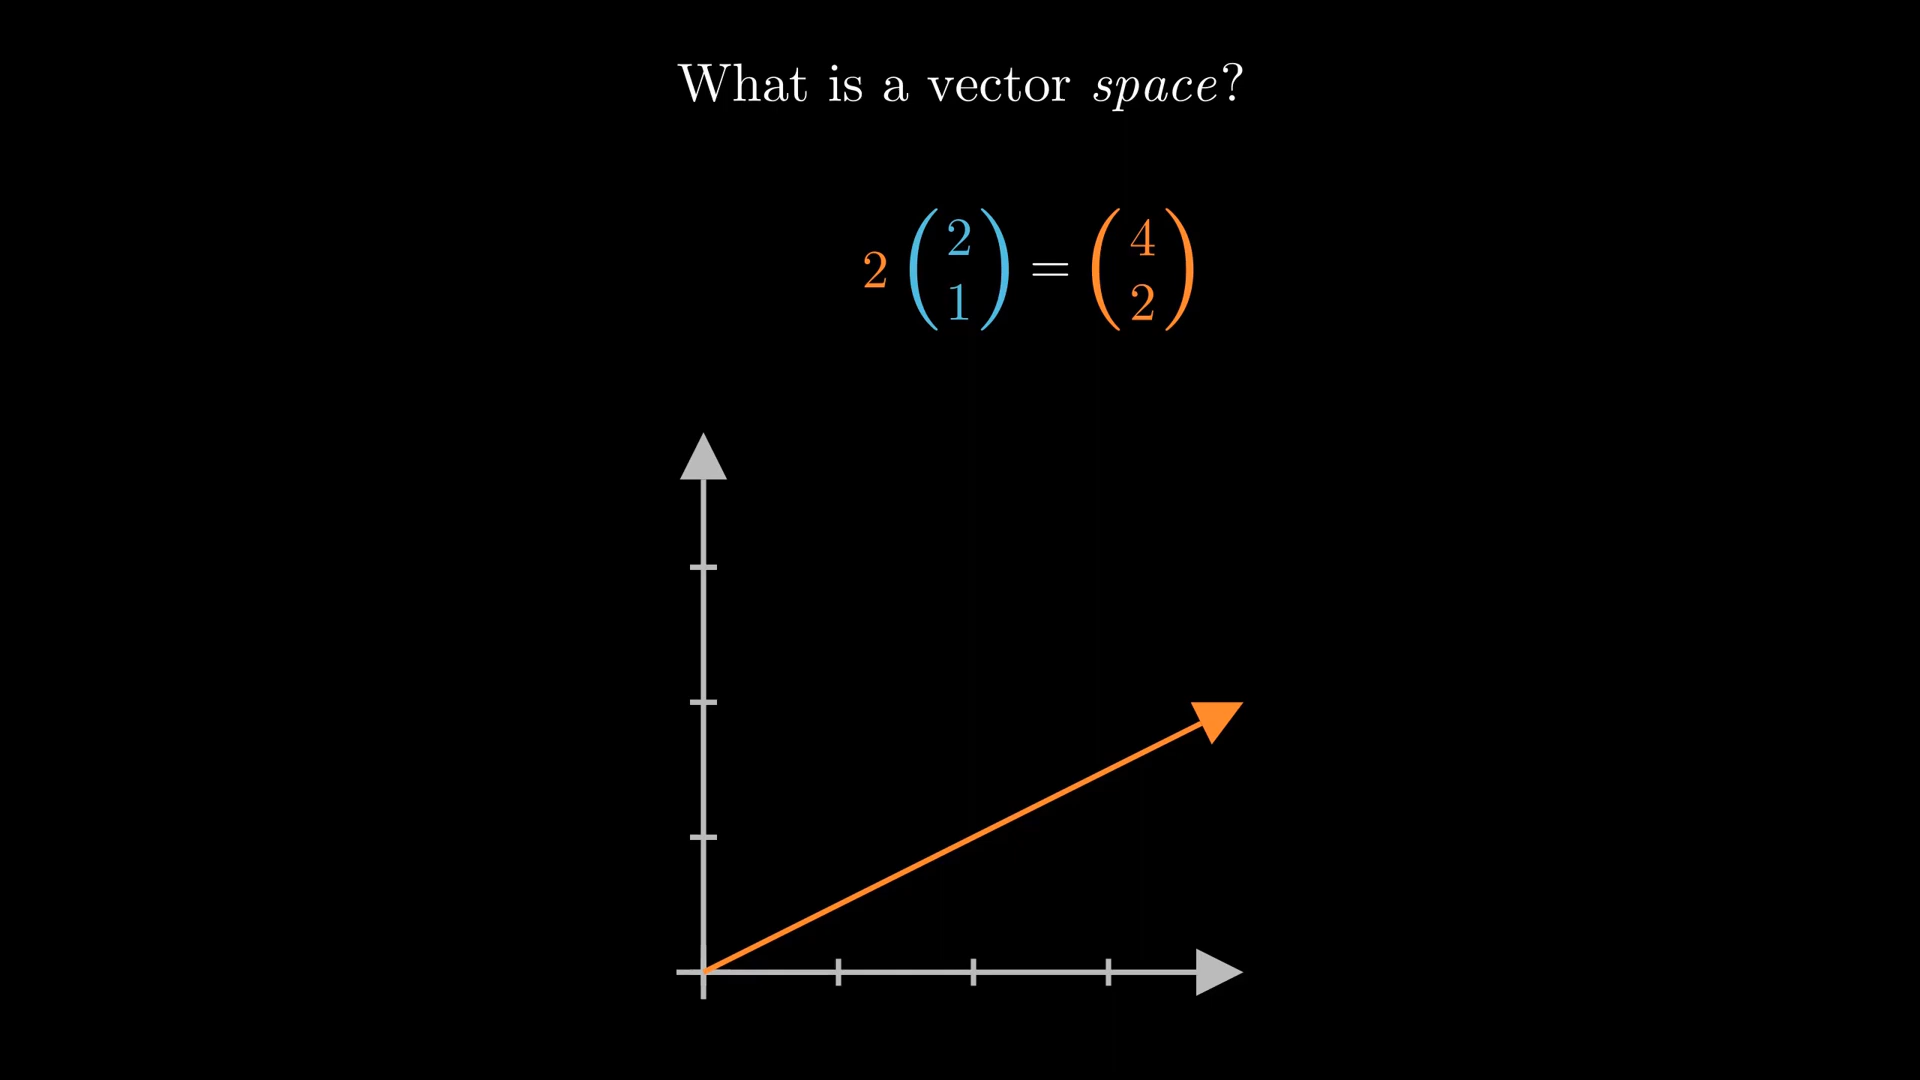 What is a vector space?
2 (2 1) = (4 2)